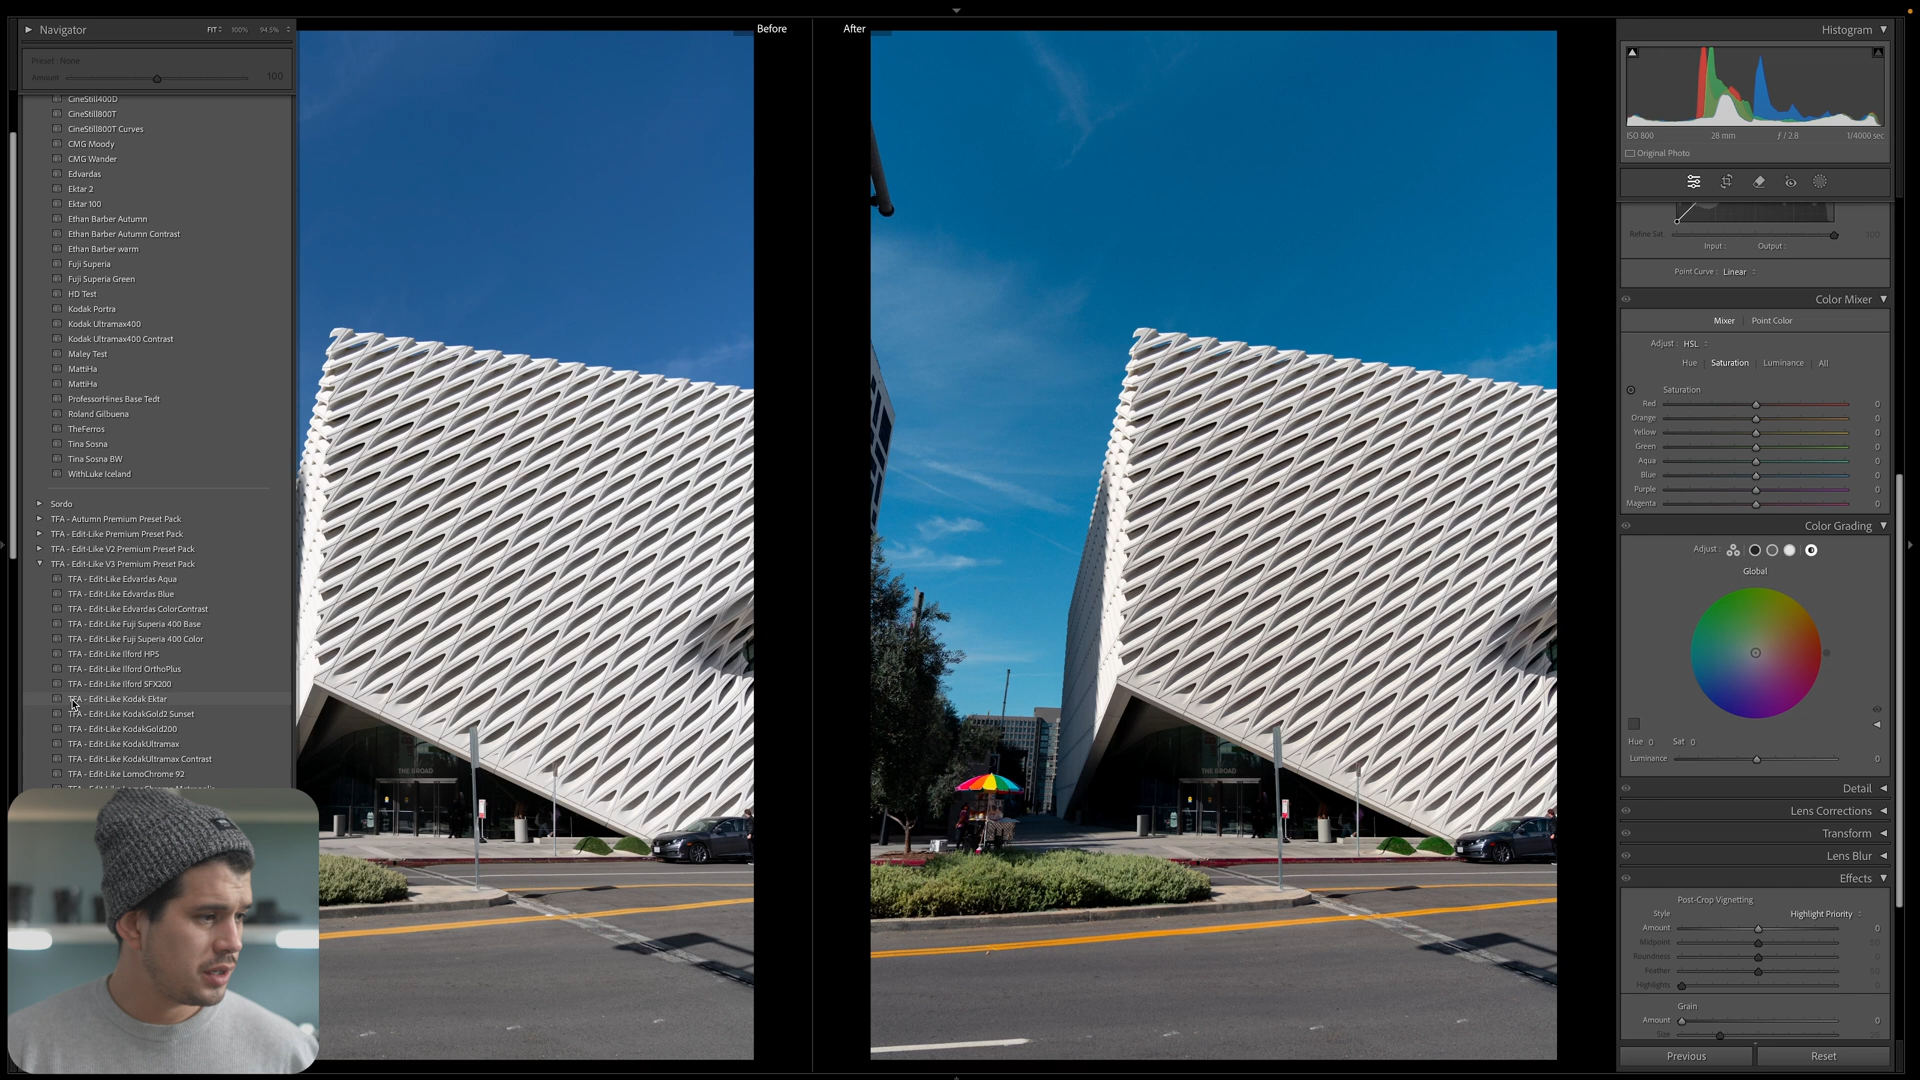 Navigator
FIT 100% 94.5%
Preset: None
Amount 100
CineStill400D
CineStill800T
CineStill800T Curves
CMG Moody
CMG Wander
Edvardas
Ektar 2
Ektar 100
Ethan Barber Autumn
Ethan Barber Autumn Contrast
Ethan Barber warm
Fuji Superia
Fuji Superia Green
HD Test
Kodak Portra
Kodak Ultramax400
Kodak Ultramax400 Contrast
Maley Test
MattiHa
MattiHa
ProfessorHines Base Tedt
Roland Gilbuena
TheFerros
Tina Sosna
Tina Sosna BW
WithLuke Iceland
Sordo
TFA - Autumn Premium Preset Pack
TFA - Edit-Like Premium Preset Pack
TFA - Edit-Like V2 Premium Preset Pack
TFA - Edit-Like V3 Premium Preset Pack
TFA - Edit-Like Edvardas Aqua
TFA - Edit-Like Edvardas Blue
TFA - Edit-Like Edvardas ColorContrast
TFA - Edit-Like Fuji Superia 400 Base
TFA - Edit-Like Fuji Superia 400 Color
TFA - Edit-Like Ilford HP5
TFA - Edit-Like Ilford OrthoPlus
TFA - Edit-Like Ilford SFX200
TFA - Edit-Like Kodak Ektar
TFA - Edit-Like KodakGold2 Sunset
TFA - Edit-Like KodakGold200
TFA - Edit-Like KodakUltramax
TFA - Edit-Like KodakUltramax Contrast
TFA - Edit-Like LomoChrome 92
Before
After
THE BROAD
THE BROAD
Histogram
ISO 800 28 mm ƒ / 2.8 1/4000 sec
Original Photo
Refine Sat. 100
Input : Output :
Point Curve : Linear
Color Mixer
Mixer | Point Color
Adjust : HSL
Hue Saturation Luminance All
Saturation
Red 0
Orange 0
Yellow 0
Green 0
Aqua 0
Blue 0
Purple 0
Magenta 0
Color Grading
Adjust :
Global
Hue 0 Sat 0
Luminance 0
Detail
Lens Corrections
Transform
Lens Blur
Effects
Post-Crop Vignetting
Style Highlight Priority
Amount 0
Midpoint 50
Roundness 0
Feather 50
Highlights 0
Grain
Amount 0
Size 25
Previous
Reset